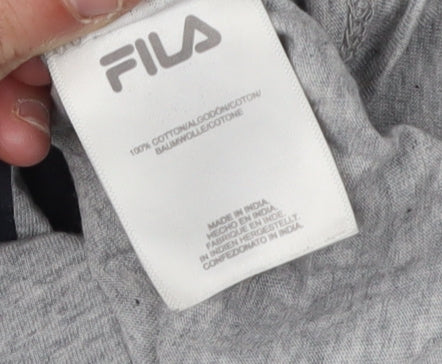 FILA
100% COTTON/ALGODÓN/COTON/
BAUMWOLLE/COTONE
MADE IN INDIA.
HECHO EN INDIA.
FABRIQUE EN INDE.
IN INDIEN HERGESTELLT.
CONFEZIONATO IN INDIA.